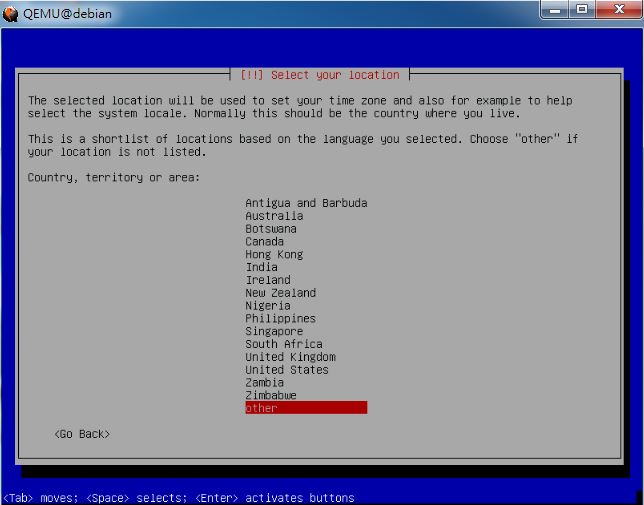 QEMU@debian
[!!] Select your location
The selected location will be used to set your time zone and also for example to help
select the system locale. Normally this should be the country where you live.
This is a shortlist of locations based on the language you selected. Choose "other" if
your location is not listed.
Country, territory or area:
Antigua and Barbuda
Australia
Botswana
Canada
Hong Kong
India
Ireland
New Zealand
Nigeria
Philippines
Singapore
South Africa
United Kingdom
United States
Zambia
Zimbabwe
other
<Go Back>
<Tab> moves; <Space> selects; <Enter> activates buttons